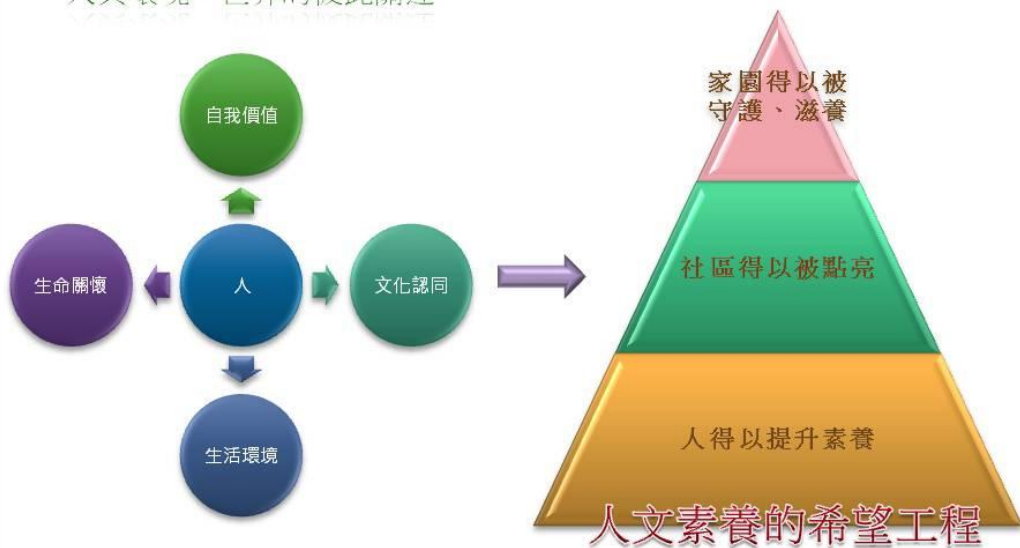 自我價值
生命關懷
人
文化認同
生活環境
家園得以被
守護、滋養
社區得以被點亮
人得以提升素養
人文素養的希望工程